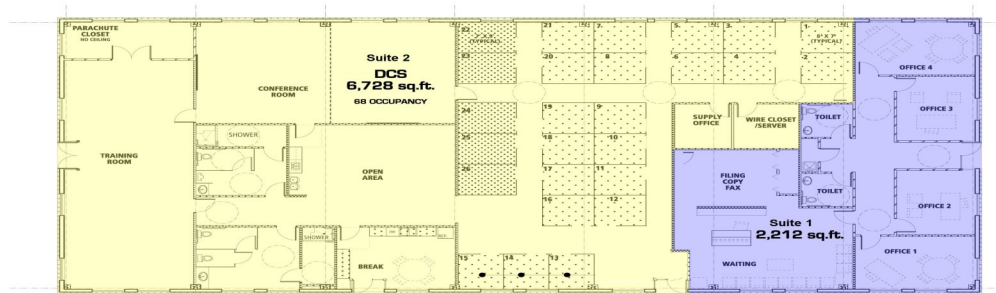 PARACHUTE
CLOSET
NO CEILING
TRAINING
ROOM
CONFERENCE
ROOM
Suite 2
DCS
6,728 sq.ft.
68 OCCUPANCY
SHOWER
OPEN
AREA
SHOWER
BREAK
REF.
22
(TYPICAL)
23
24
25
26
21
20
19
18
17
16
7
8
9
10
11
12
15
14
13
5
6
3
4
1
8' X 7'
(TYPICAL)
2
SUPPLY
OFFICE
WIRE CLOSET
/SERVER
TOILET
TOILET
FILING
COPY
FAX
Suite 1
2,212 sq.ft.
WAITING
OFFICE 4
OFFICE 3
OFFICE 2
OFFICE 1